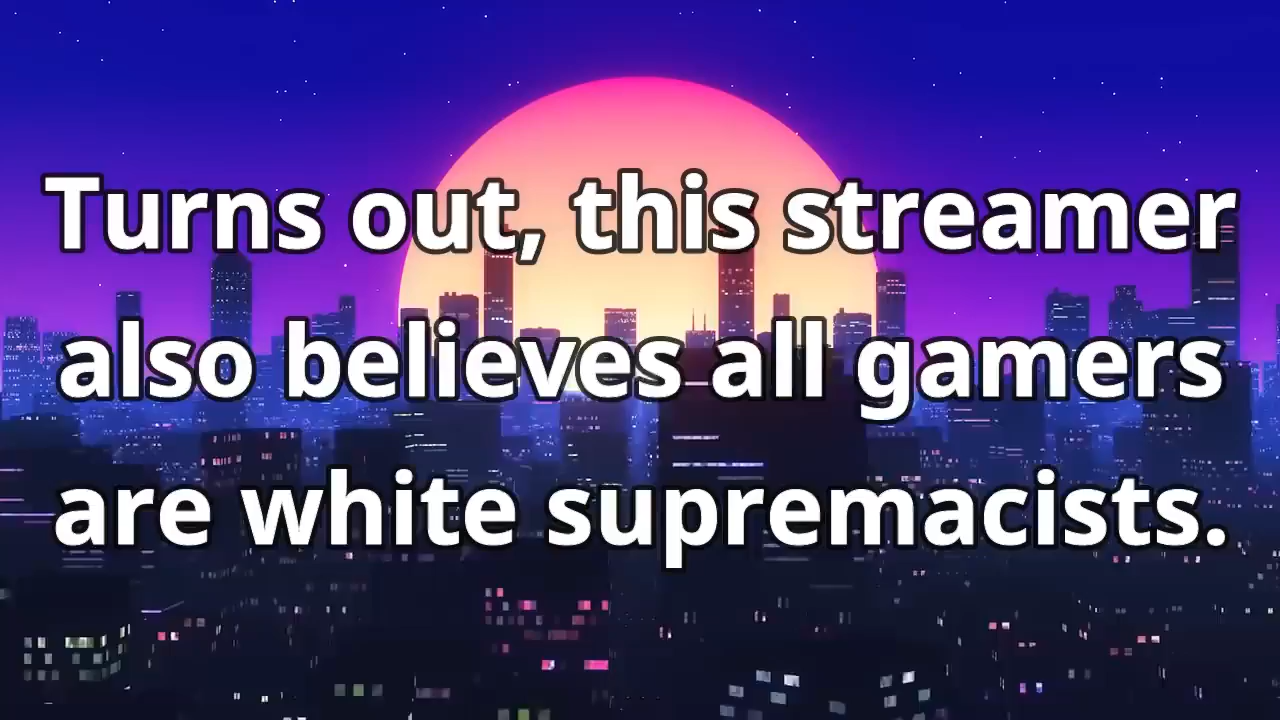 Turns out, this streamer
also believes all gamers
are white supremacists.